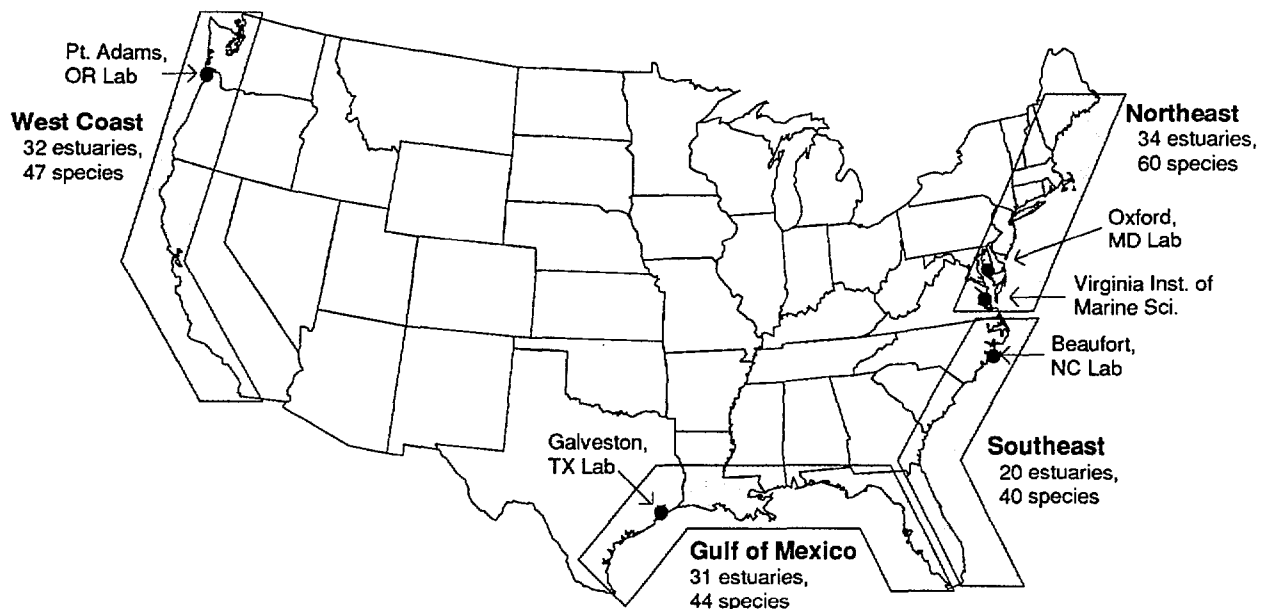 Pt. Adams,
OR Lab
West Coast
32 estuaries,
47 species
Northeast
34 estuaries,
60 species
Oxford,
MD Lab
Virginia Inst. of
Marine Sci.
Beaufort,
NC Lab
Southeast
20 estuaries,
40 species
Galveston,
TX Lab
Gulf of Mexico
31 estuaries,
44 species